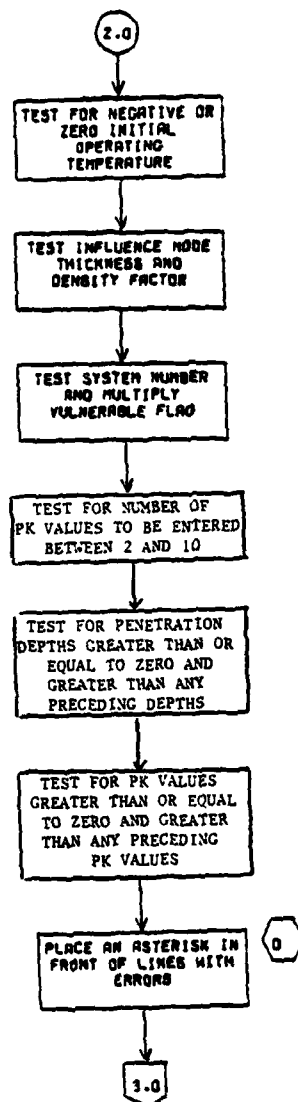 2.0
TEST FOR NEGATIVE OR
ZERO INITIAL
OPERATING
TEMPERATURE
TEST INFLUENCE MODE
THICKNESS AND
DENSITY FACTOR
TEST SYSTEM NUMBER
AND MULTIPLY
VULNERABLE FLAG
TEST FOR NUMBER OF
PK VALUES TO BE ENTERED
BETWEEN 2 AND 10
TEST FOR PENETRATION
DEPTHS GREATER THAN OR
EQUAL TO ZERO AND
GREATER THAN ANY
PRECEDING DEPTHS
TEST FOR PK VALUES
GREATER THAN OR EQUAL
TO ZERO AND GREATER
THAN ANY PRECEDING
PK VALUES
PLACE AN ASTERISK IN
FRONT OF LINES WITH
ERRORS
D
3.0